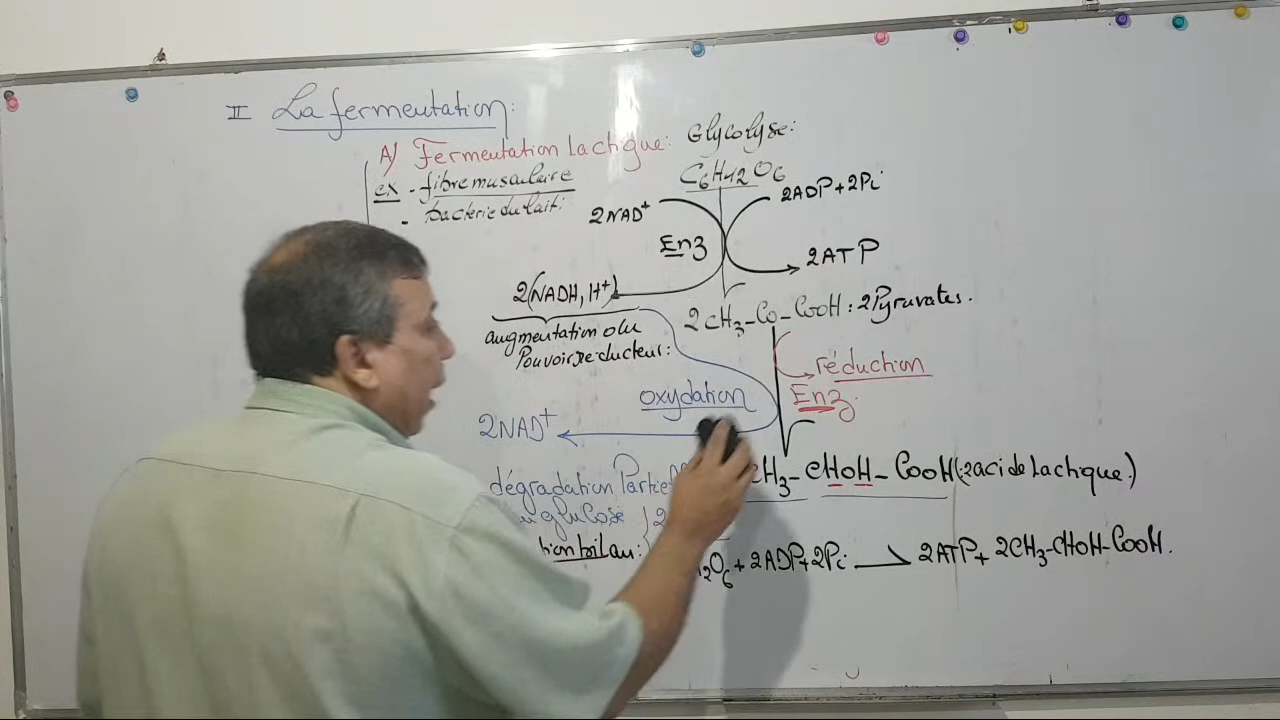 II La fermentation:
A/ Fermentation Lactique: Glycolyse:
ex - fibre musculaire
- bacterie du lait:
C6H12O6
2NAD+
2ADP+2Pi
Enz
2ATP
2(NADH, H+)
2CH3-CO-COOH: 2Pyruvates.
augmentation du
Pouvoir réducteur:
réduction
oxydation
Enz
2NAD+
CH3-CHOH-COOH(2acide Lactique.)
dégradation
glucose
bilan:
2O6+2ADP+2Pi → 2ATP+ 2CH3-CHOH-COOH.